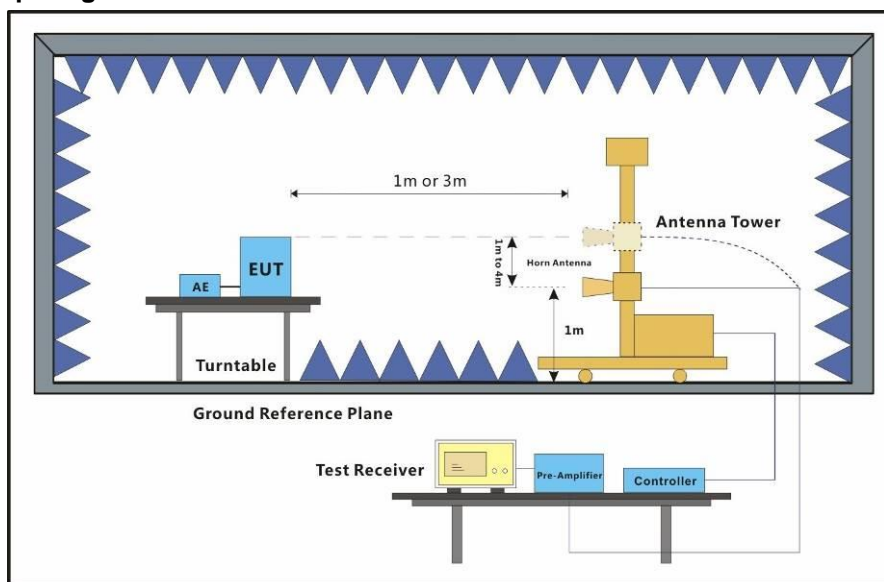 1m or 3m
Antenna Tower
1m to 4m
Horn Antenna
EUT
AE
1m
Turntable
Ground Reference Plane
Test Receiver
Pre-Amplifier
Controller